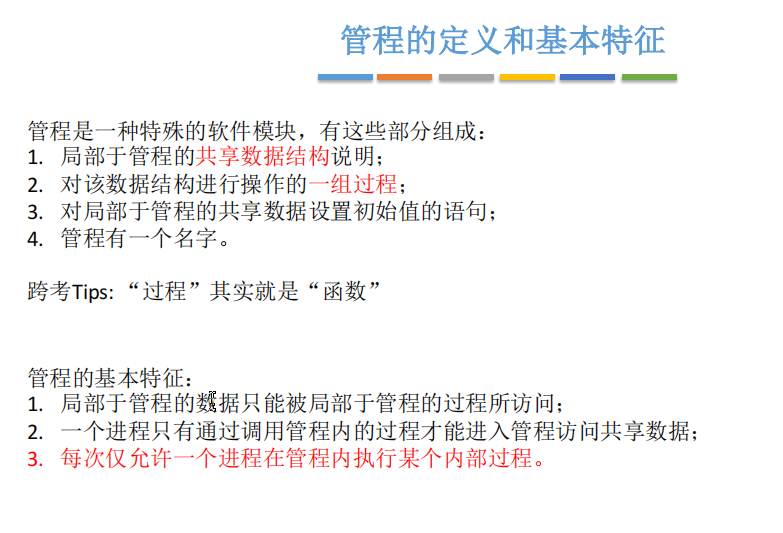 管程的定义和基本特征
管程是一种特殊的软件模块，有这些部分组成：
1. 局部于管程的共享数据结构说明；
2. 对该数据结构进行操作的一组过程；
3. 对局部于管程的共享数据设置初始值的语句；
4. 管程有一个名字。
跨考Tips: “过程”其实就是“函数”
管程的基本特征：
1. 局部于管程的数据只能被局部于管程的过程所访问；
2. 一个进程只有通过调用管程内的过程才能进入管程访问共享数据；
3. 每次仅允许一个进程在管程内执行某个内部过程。